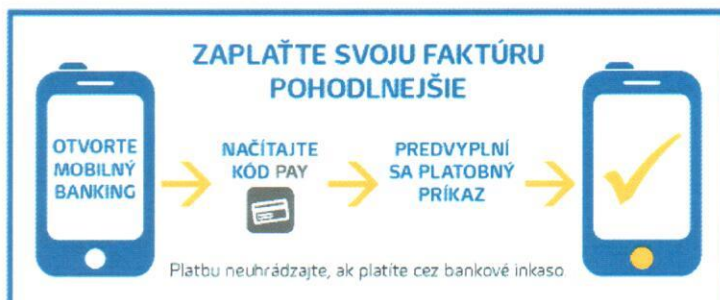 ZAPLAŤTE SVOJU FAKTÚRU
POHODLNEJŠIE
OTVORTE
MOBILNÝ
BANKING
NAČÍTAJTE
KÓD PAY
PREDVYPLNÍ
SA PLATOBNÝ
PRÍKAZ
Platbu neuhrádzajte, ak platíte cez bankové inkaso